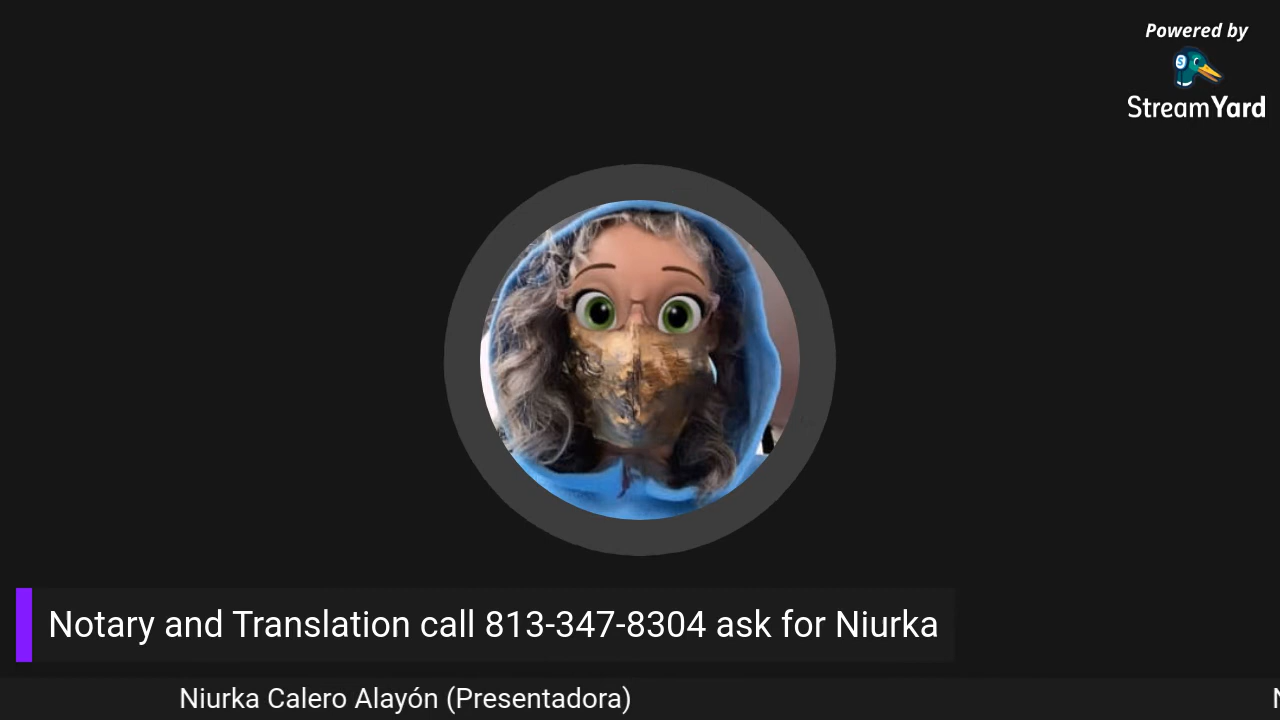 Powered by
StreamYard
Notary and Translation call 813-347-8304 ask for Niurka
Niurka Calero Alayón (Presentadora)